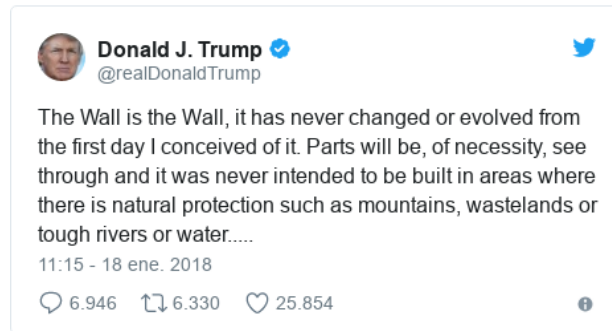 Donald J. Trump
@realDonaldTrump
The Wall is the Wall, it has never changed or evolved from
the first day I conceived of it. Parts will be, of necessity, see
through and it was never intended to be built in areas where
there is natural protection such as mountains, wastelands or
tough rivers or water.....
11:15 - 18 ene. 2018
6.946 6.330 25.854